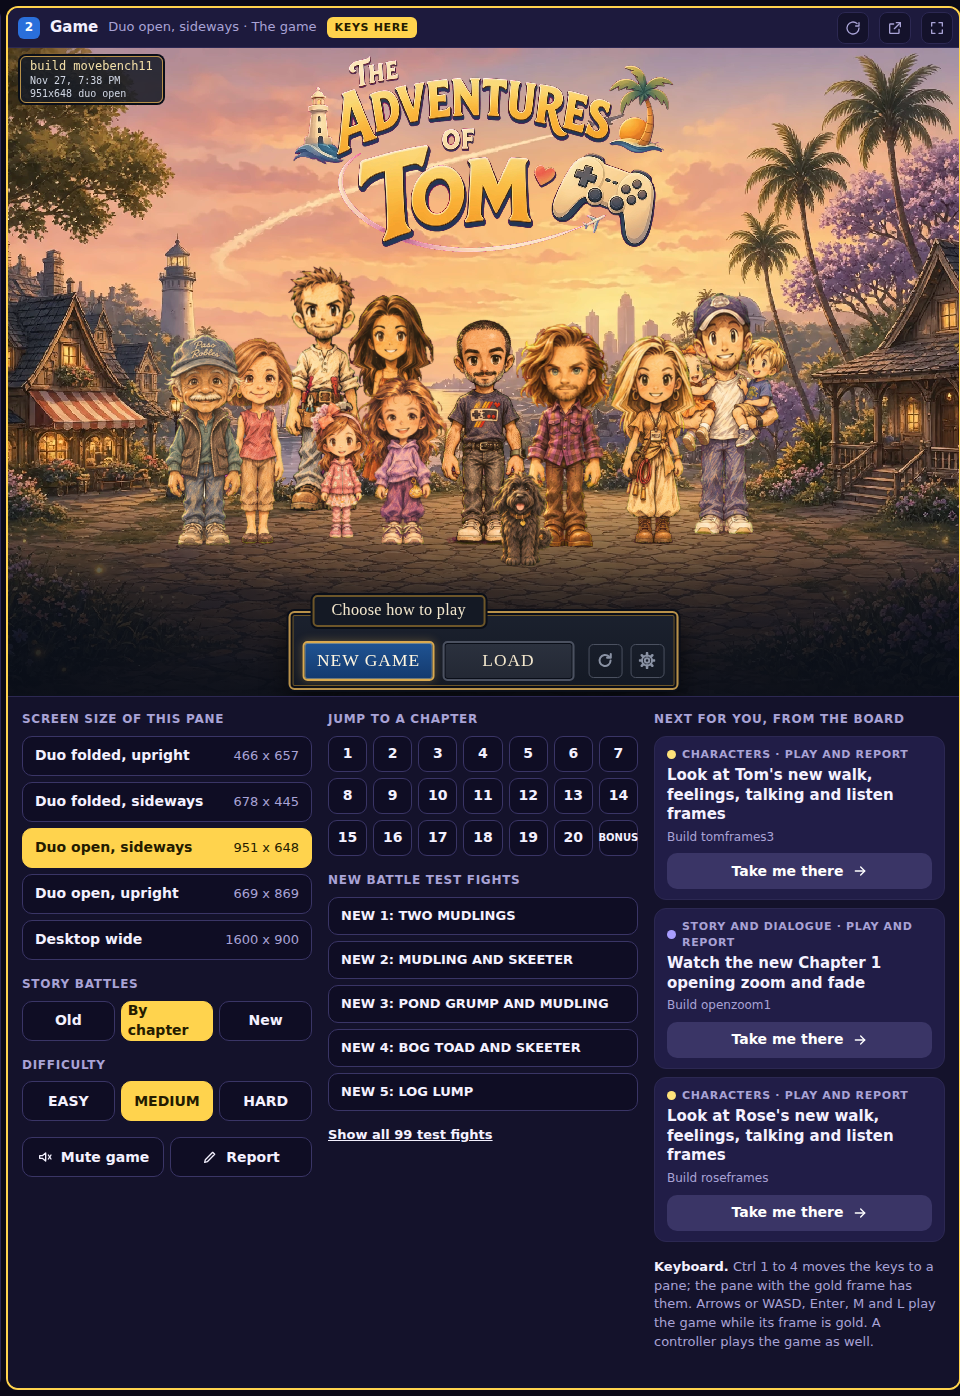 2 Game Duo open, sideways · The game KEYS HERE
build movebench11
Nov 27, 7:38 PM
951x648 duo open
THE
ADVENTURES
OF
TOM
Paso
Robles
Choose how to play
NEW GAME LOAD
SCREEN SIZE OF THIS PANE
Duo folded, upright 466 x 657
Duo folded, sideways 678 x 445
Duo open, sideways 951 x 648
Duo open, upright 669 x 869
Desktop wide 1600 x 900
STORY BATTLES
Old By chapter New
DIFFICULTY
EASY MEDIUM HARD
Mute game Report
JUMP TO A CHAPTER
1 2 3 4 5 6 7
8 9 10 11 12 13 14
15 16 17 18 19 20 BONUS
NEW BATTLE TEST FIGHTS
NEW 1: TWO MUDLINGS
NEW 2: MUDLING AND SKEETER
NEW 3: POND GRUMP AND MUDLING
NEW 4: BOG TOAD AND SKEETER
NEW 5: LOG LUMP
Show all 99 test fights
NEXT FOR YOU, FROM THE BOARD
CHARACTERS · PLAY AND REPORT
Look at Tom's new walk,
feelings, talking and listen
frames
Build tomframes3
Take me there →
STORY AND DIALOGUE · PLAY AND
REPORT
Watch the new Chapter 1
opening zoom and fade
Build openzoom1
Take me there →
CHARACTERS · PLAY AND REPORT
Look at Rose's new walk,
feelings, talking and listen
frames
Build roseframes
Take me there →
Keyboard. Ctrl 1 to 4 moves the keys to a
pane; the pane with the gold frame has
them. Arrows or WASD, Enter, M and L play
the game while its frame is gold. A
controller plays the game as well.